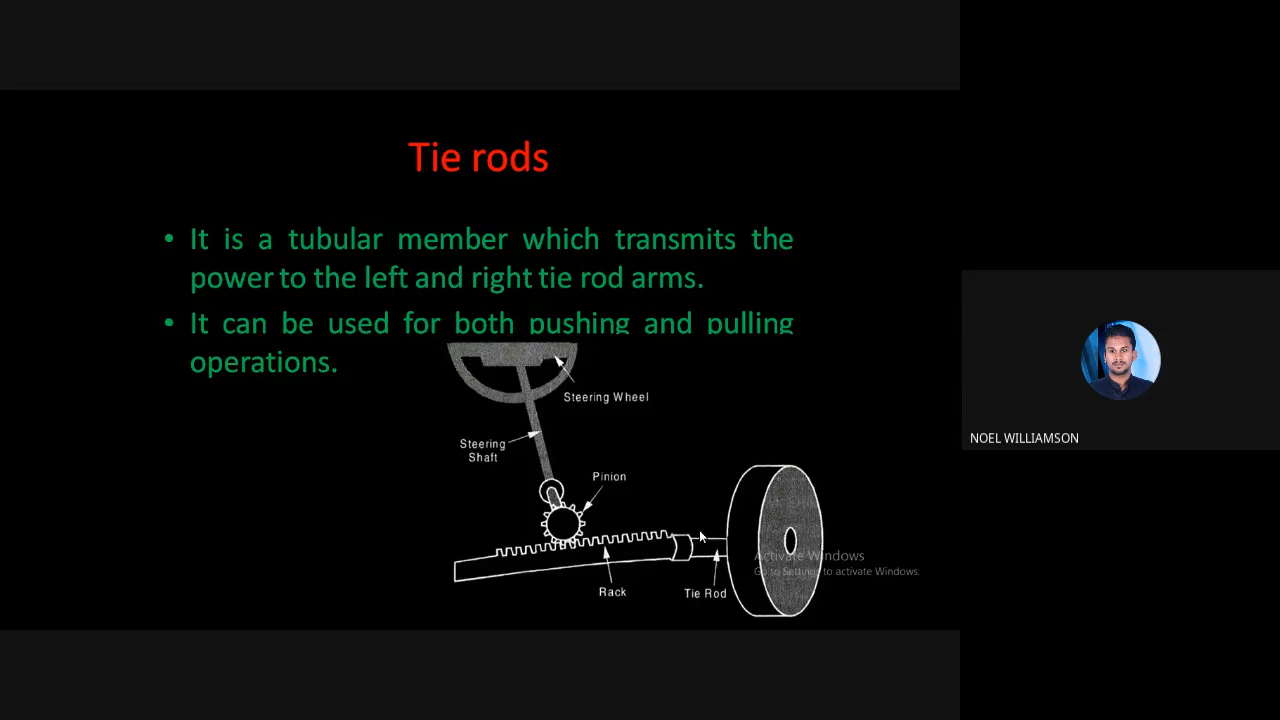 Tie rods
• It is a tubular member which transmits the
power to the left and right tie rod arms.
• It can be used for both pushing and pulling
operations.
Steering Wheel
Steering
Shaft
Pinion
Rack
Tie Rod
Activate Windows
Go to Settings to activate Windows.
NOEL WILLIAMSON